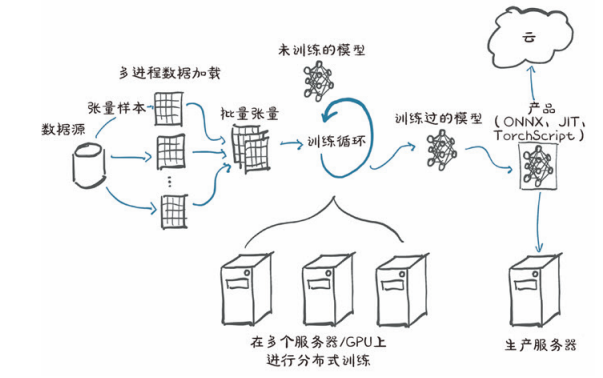 云
未训练的模型
多进程数据加载
张量样本
批量张量
数据源
训练循环
训练过的模型
产品
（ONNX、JIT、
TorchScript）
...
在多个服务器/GPU上
进行分布式训练
生产服务器